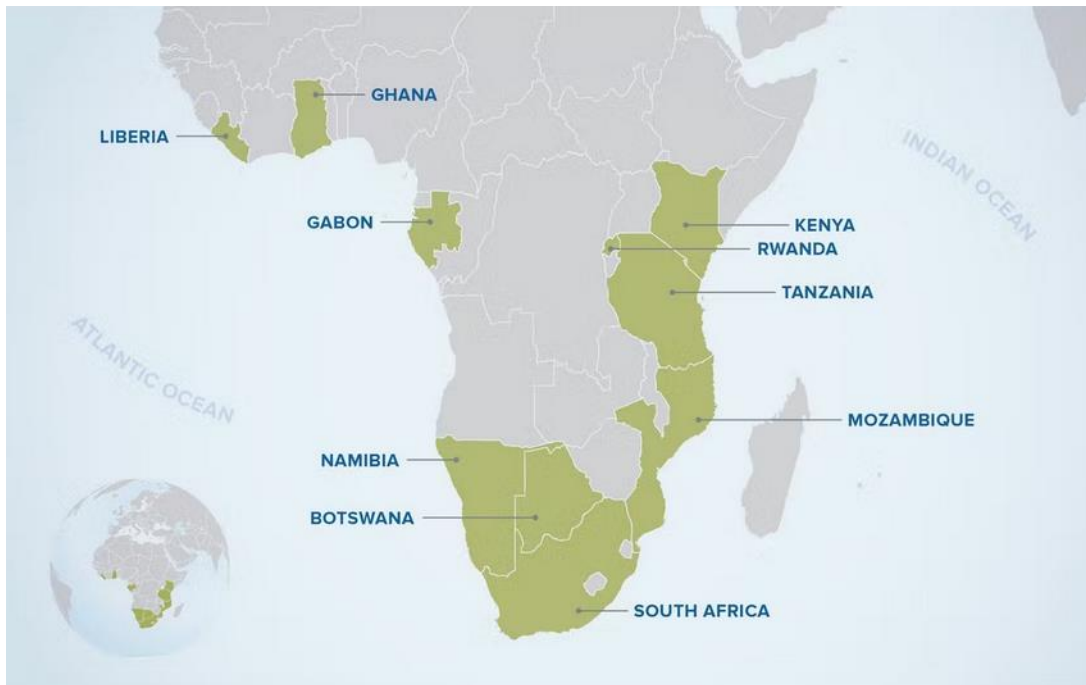 GHANA
LIBERIA
INDIAN OCEAN
GABON
KENYA
RWANDA
TANZANIA
ATLANTIC OCEAN
MOZAMBIQUE
NAMIBIA
BOTSWANA
SOUTH AFRICA